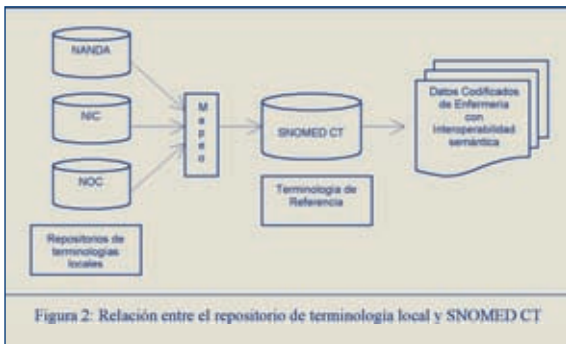 NANDA
NIC
NOC
Repositorios de
terminologías
locales
M
a
p
e
o
SNOMED CT
Terminología de
Referencia
Datos Codificados
de Enfermería
con
Interoperabilidad
semántica
Figura 2: Relación entre el repositorio de terminología local y SNOMED CT